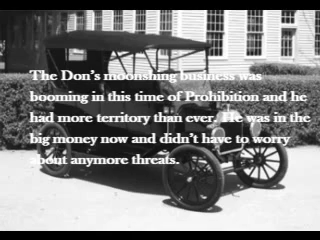 The Don's moonshine business was
booming in this time of Prohibition and he
had more territory than ever. He was in the
big money now and didn't have to worry
about anymore threats.